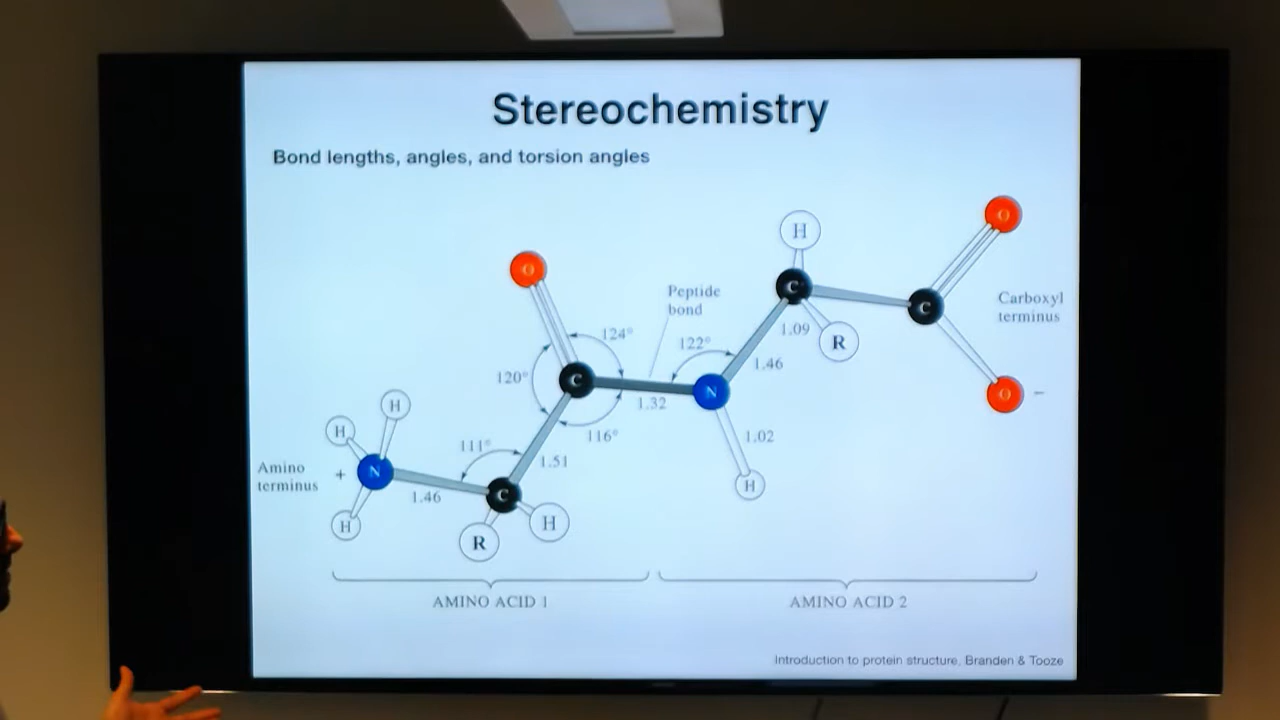 Stereochemistry
Bond lengths, angles, and torsion angles
O
H
O
Peptide
bond
C
C
Carboxyl
terminus
124°
122°
1.09
R
120°
C
1.46
N
O
−
1.32
H
H
116°
1.02
111°
1.51
Amino
terminus
+
N
1.46
C
H
H
R
H
AMINO ACID 1
AMINO ACID 2
Introduction to protein structure, Branden & Tooze